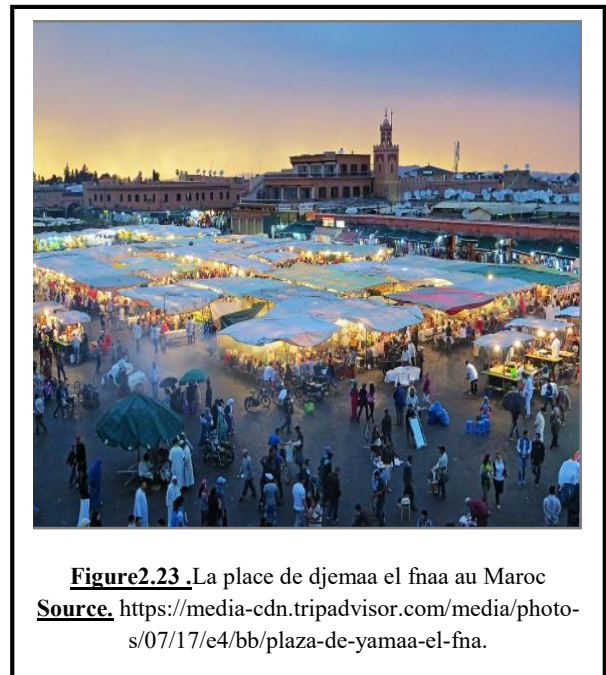 Figure2.23 .La place de djemaa el fnaa au Maroc
Source. https://media-cdn.tripadvisor.com/media/photo-
s/07/17/e4/bb/plaza-de-yamaa-el-fna.